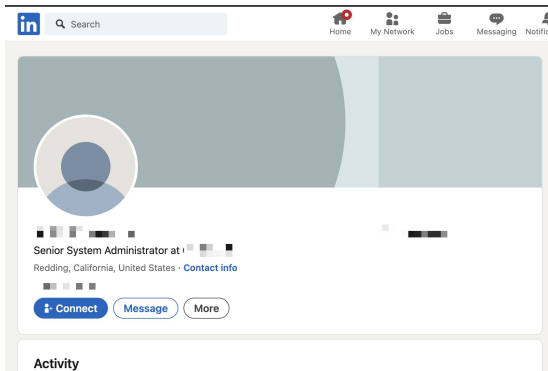 in
Search
Home
My Network
Jobs
Messaging
Senior System Administrator at
Redding, California, United States · Contact info
Connect
Message
More
Activity